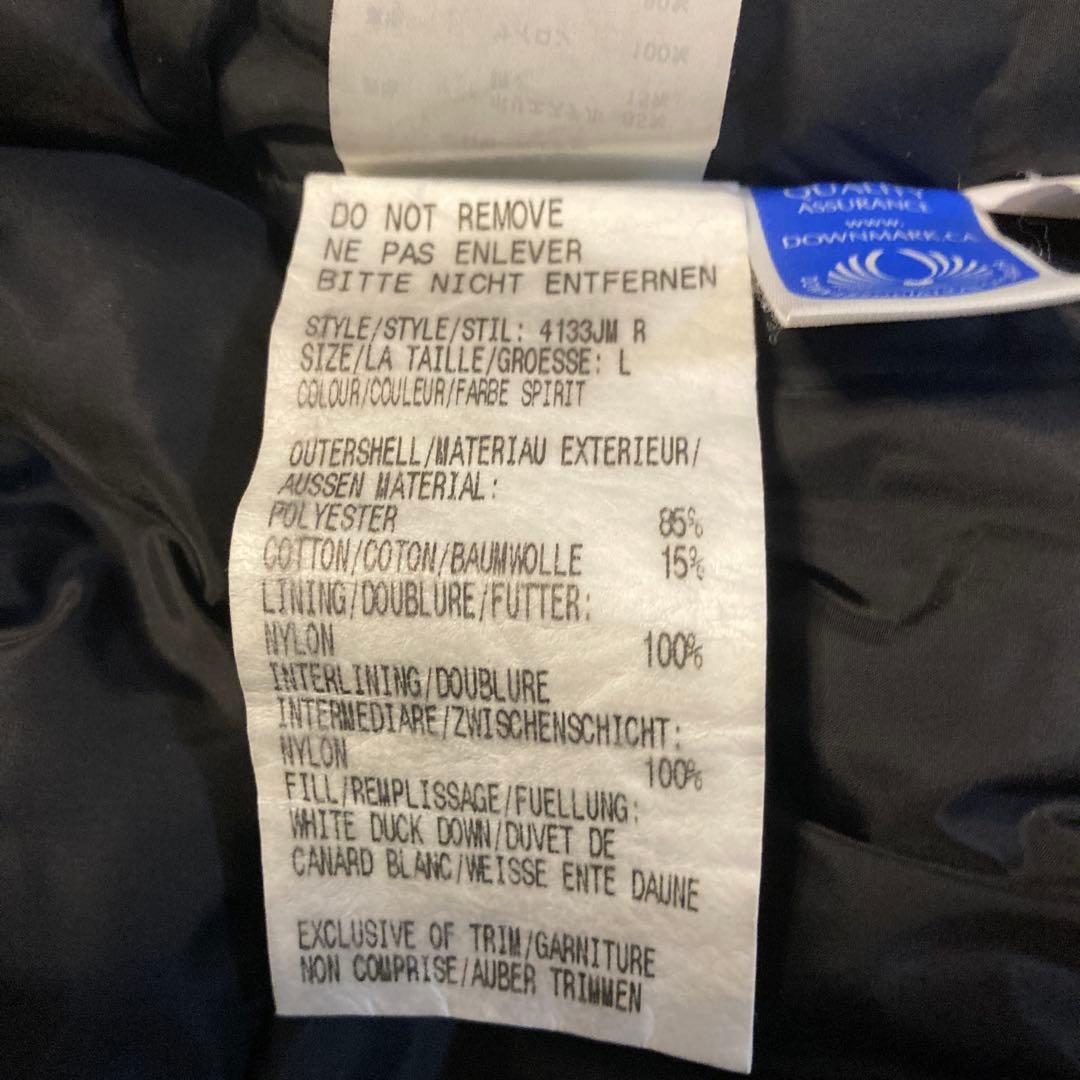 DO NOT REMOVE
NE PAS ENLEVER
BITTE NICHT ENTFERNEN
STYLE/STYLE/STIL: 4133JM R
SIZE/LA TAILLE/GROESSE: L
COLOUR/COULEUR/FARBE SPIRIT
OUTERSHELL/MATERIAU EXTERIEUR/
AUSSEN MATERIAL:
POLYESTER 85%
COTTON/COTON/BAUMWOLLE 15%
LINING/DOUBLURE/FUTTER:
NYLON 100%
INTERLINING/DOUBLURE
INTERMEDIARE/ZWISCHENSCHICHT:
NYLON 100%
FILL/REMPLISSAGE/FUELLUNG:
WHITE DUCK DOWN/DUVET DE
CANARD BLANC/WEISSE ENTE DAUNE
EXCLUSIVE OF TRIM/GARNITURE
NON COMPRISE/AUBER TRIMMEN
QUALITY
ASSURANCE
www.
DOWNMARK.CA